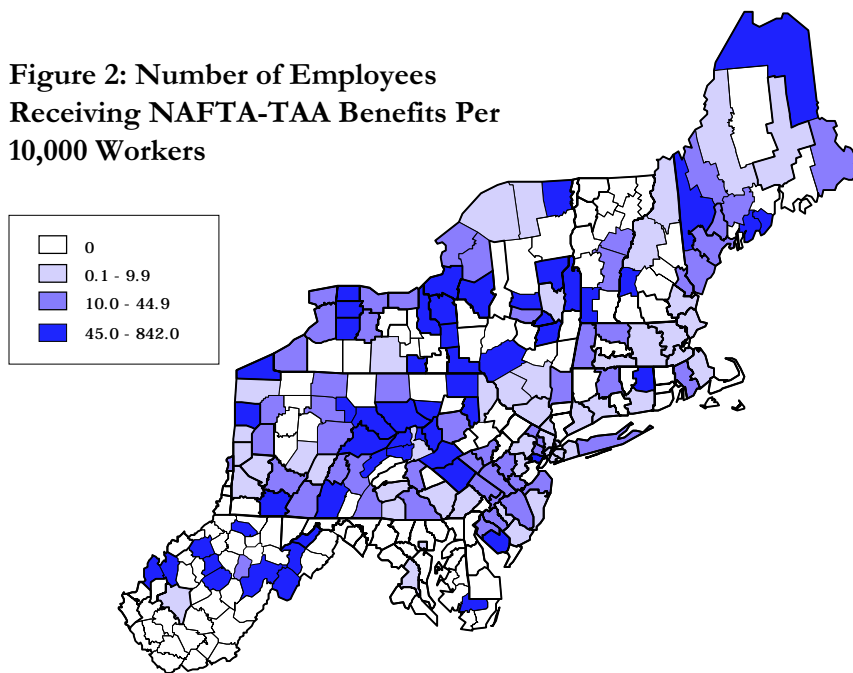 Figure 2: Number of Employees
Receiving NAFTA-TAA Benefits Per
10,000 Workers
0
0.1 - 9.9
10.0 - 44.9
45.0 - 842.0